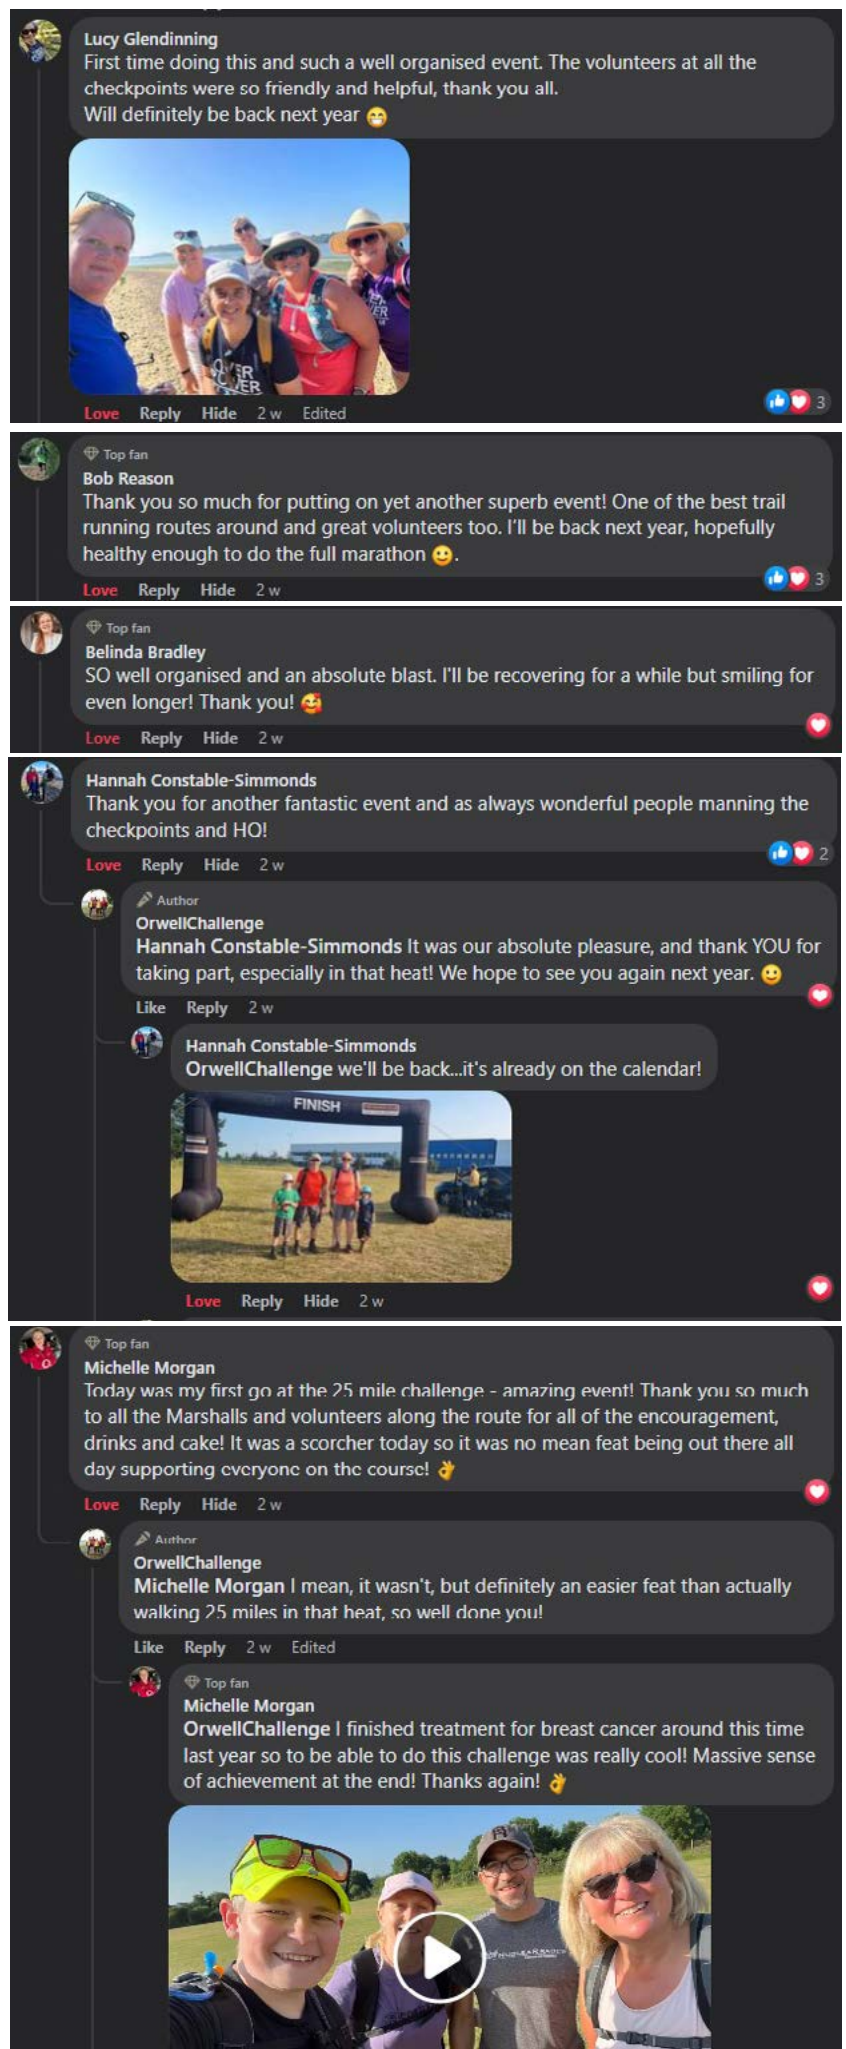 Lucy Glendinning
First time doing this and such a well organised event. The volunteers at all the
checkpoints were so friendly and helpful, thank you all.
Will definitely be back next year 😁
Love Reply Hide 2 w Edited
3
Top fan
Bob Reason
Thank you so much for putting on yet another superb event! One of the best trail
running routes around and great volunteers too. I'll be back next year, hopefully
healthy enough to do the full marathon 😀.
Love Reply Hide 2 w
3
Top fan
Belinda Bradley
SO well organised and an absolute blast. I'll be recovering for a while but smiling for
even longer! Thank you! 🥰
Love Reply Hide 2 w
Hannah Constable-Simmonds
Thank you for another fantastic event and as always wonderful people manning the
checkpoints and HQ!
Love Reply Hide 2 w
2
Author
OrwellChallenge
Hannah Constable-Simmonds It was our absolute pleasure, and thank YOU for
taking part, especially in that heat! We hope to see you again next year. 😀
Like Reply 2 w
Hannah Constable-Simmonds
OrwellChallenge we'll be back...it's already on the calendar!
FINISH
Love Reply Hide 2 w
Top fan
Michelle Morgan
Today was my first go at the 25 mile challenge - amazing event! Thank you so much
to all the Marshalls and volunteers along the route for all of the encouragement,
drinks and cake! It was a scorcher today so it was no mean feat being out there all
day supporting everyone on the course! 👌
Love Reply Hide 2 w
Author
OrwellChallenge
Michelle Morgan I mean, it wasn't, but definitely an easier feat than actually
walking 25 miles in that heat, so well done you!
Like Reply 2 w Edited
Top fan
Michelle Morgan
OrwellChallenge I finished treatment for breast cancer around this time
last year so to be able to do this challenge was really cool! Massive sense
of achievement at the end! Thanks again! 👌